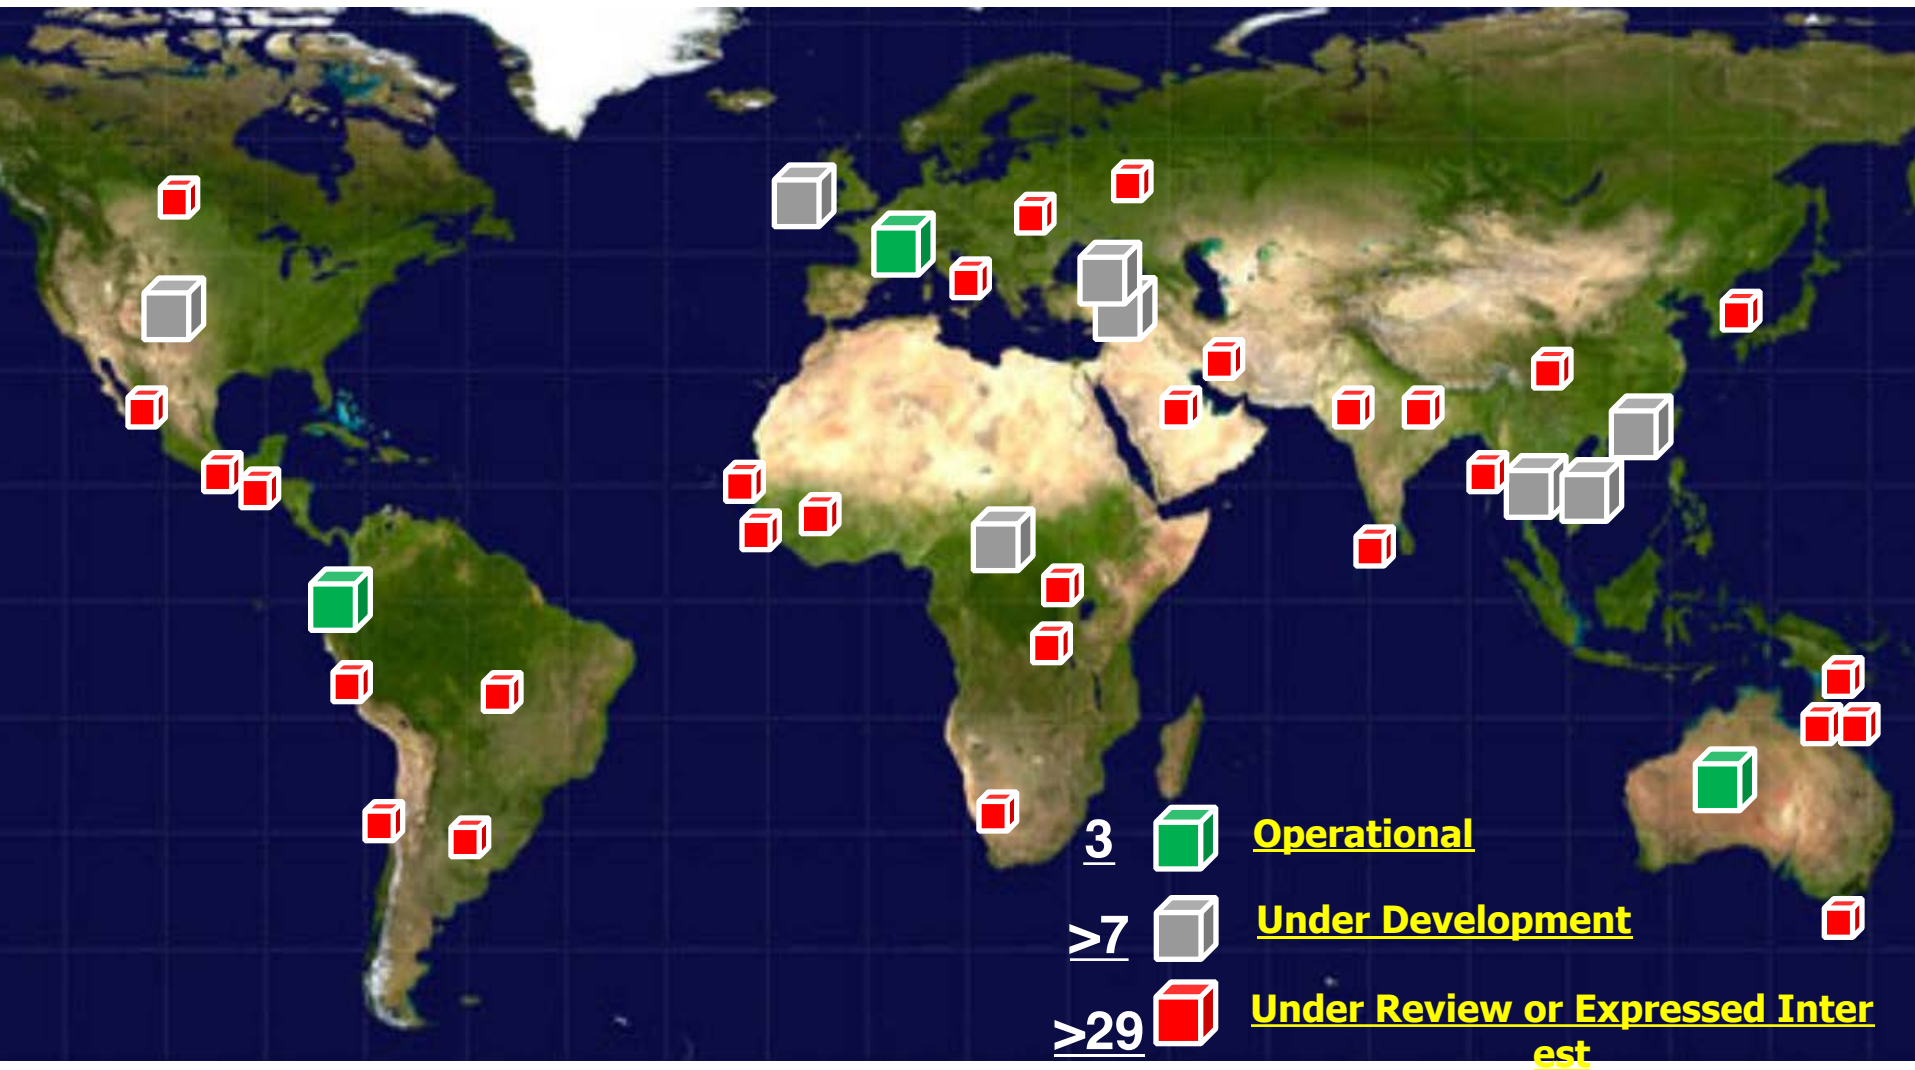 3 Operational
>7 Under Development
>29 Under Review or Expressed Inter
est